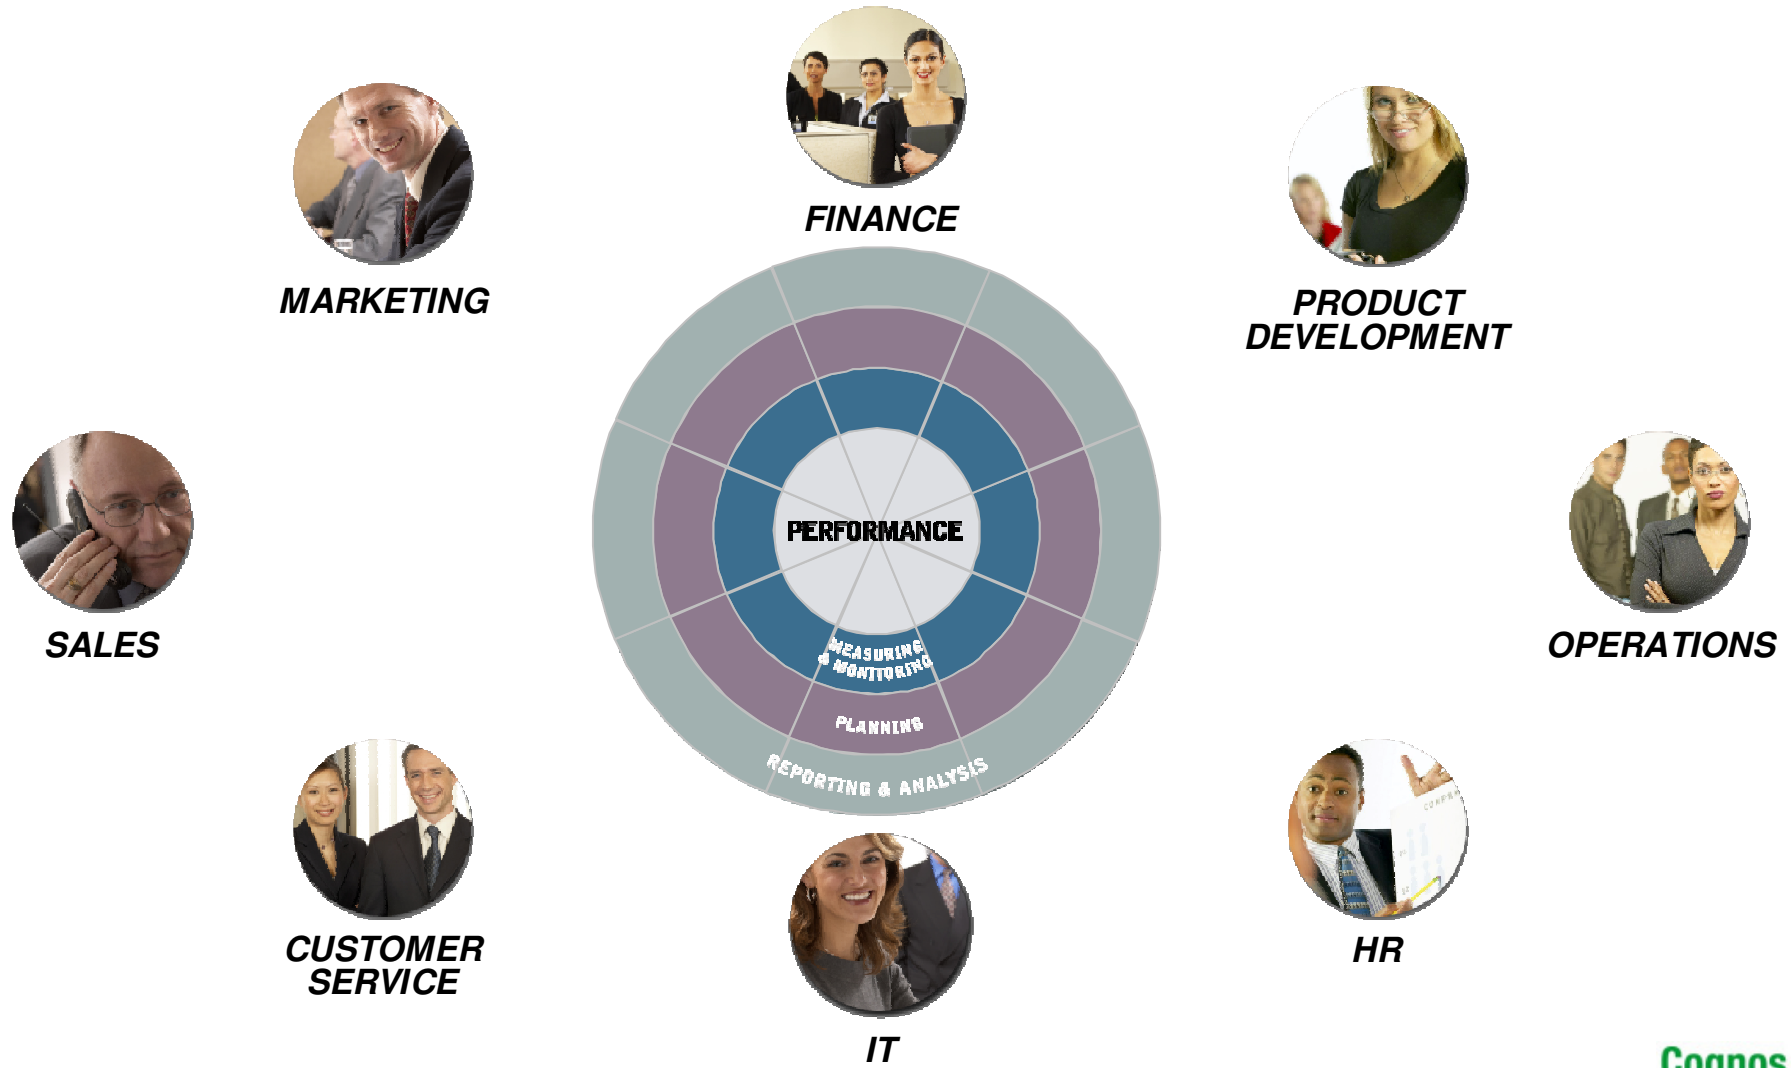 FINANCE
MARKETING
PRODUCT
DEVELOPMENT
PERFORMANCE
SALES
OPERATIONS
MEASURING
& MONITORING
PLANNING
REPORTING & ANALYSIS
CUSTOMER
SERVICE
HR
IT
Cognos